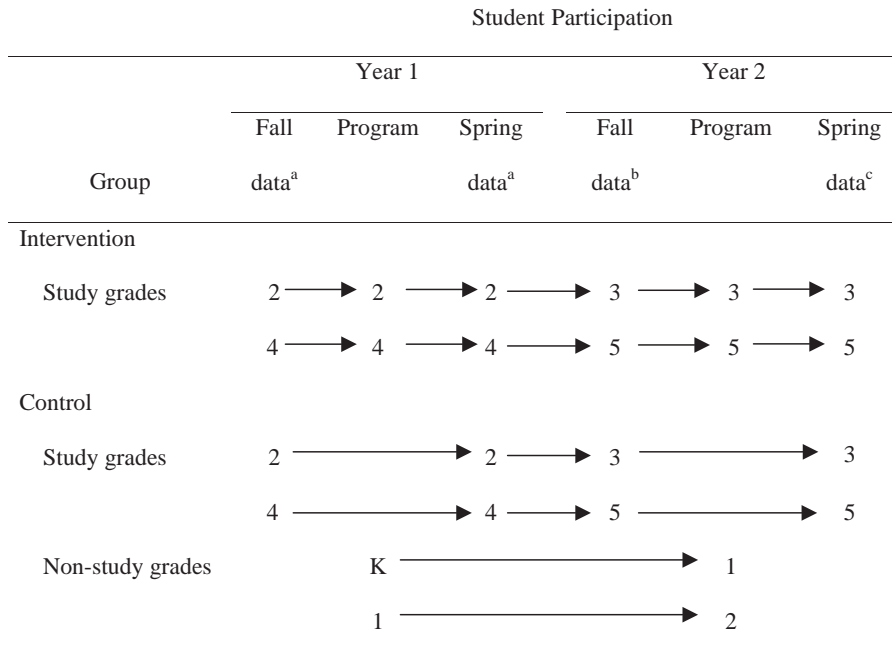 Student Participation
Year 1 Year 2
Fall Program Spring Fall Program Spring
Group data^a data^a data^b data^c
Intervention
Study grades 2 2 2 3 3 3
4 4 4 5 5 5
Control
Study grades 2 2 3 3
4 4 5 5
Non-study grades K 1
1 2